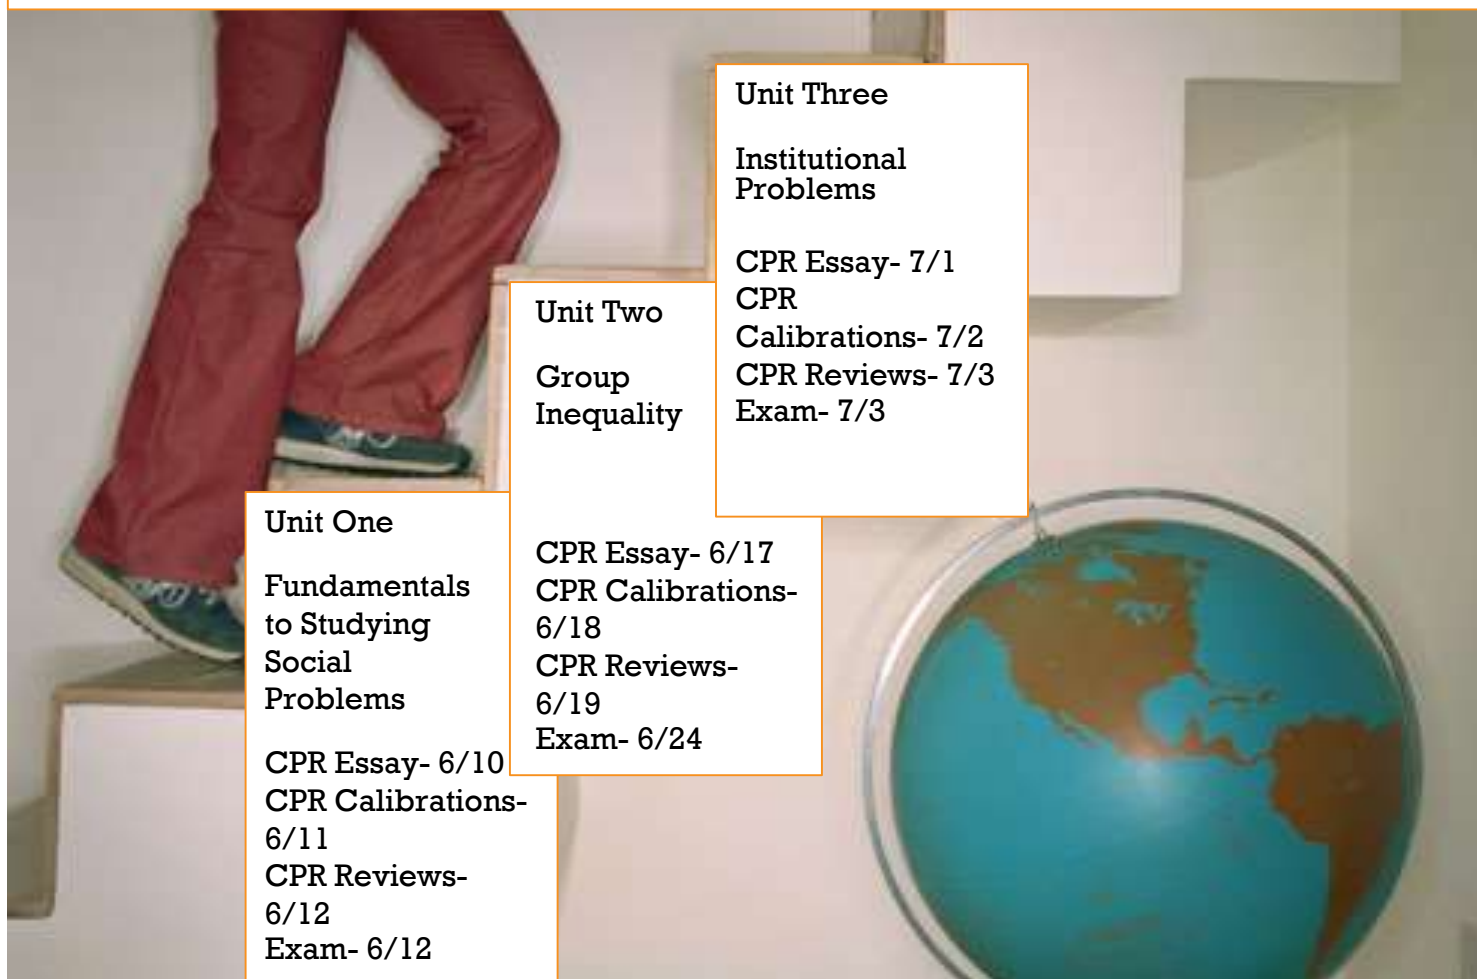 Unit One
Fundamentals
to Studying
Social
Problems
CPR Essay- 6/10
CPR Calibrations-
6/11
CPR Reviews-
6/12
Exam- 6/12
Unit Two
Group
Inequality
CPR Essay- 6/17
CPR Calibrations-
6/18
CPR Reviews-
6/19
Exam- 6/24
Unit Three
Institutional
Problems
CPR Essay- 7/1
CPR
Calibrations- 7/2
CPR Reviews- 7/3
Exam- 7/3